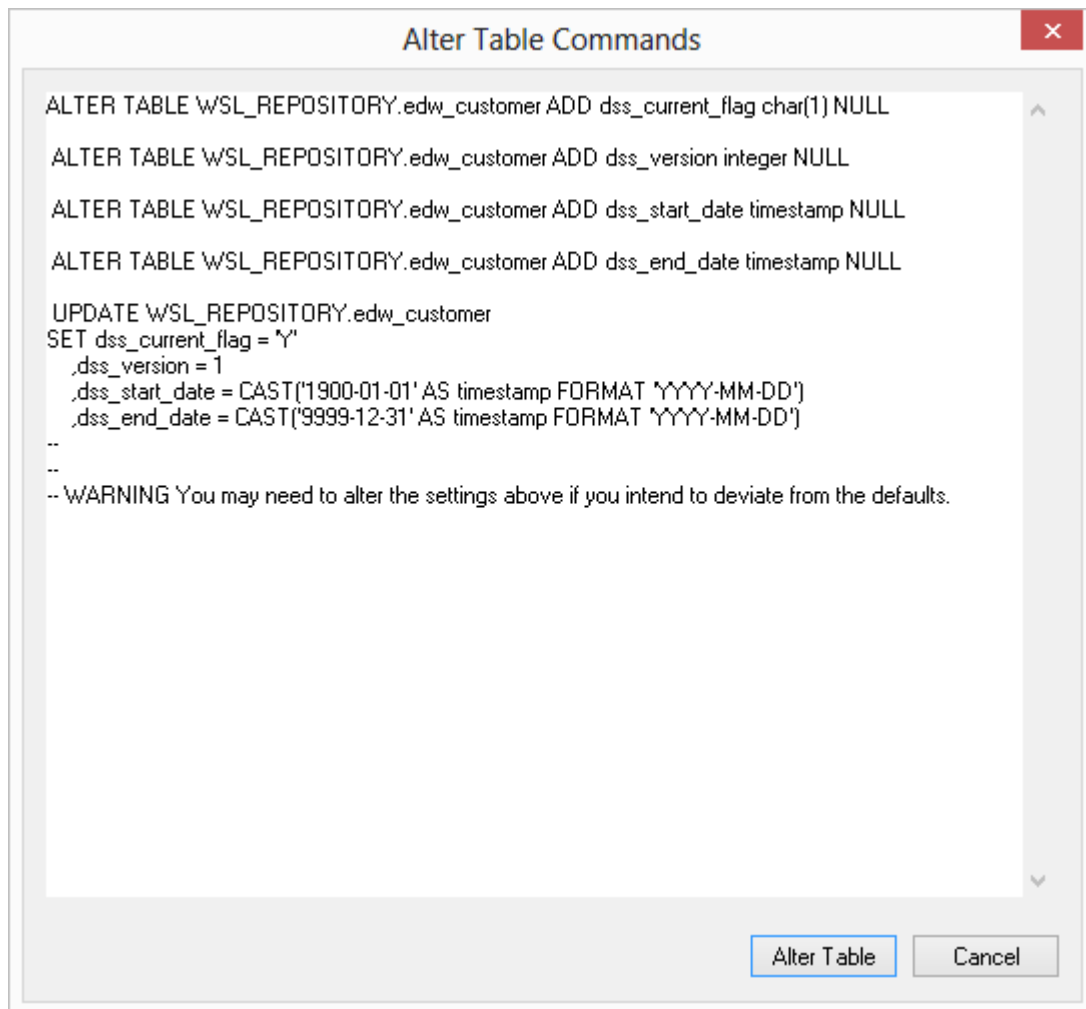 Alter Table Commands
ALTER TABLE WSL_REPOSITORY.edw_customer ADD dss_current_flag char(1) NULL
ALTER TABLE WSL_REPOSITORY.edw_customer ADD dss_version integer NULL
ALTER TABLE WSL_REPOSITORY.edw_customer ADD dss_start_date timestamp NULL
ALTER TABLE WSL_REPOSITORY.edw_customer ADD dss_end_date timestamp NULL
UPDATE WSL_REPOSITORY.edw_customer
SET dss_current_flag = 'Y'
,dss_version = 1
,dss_start_date = CAST('1900-01-01' AS timestamp FORMAT 'YYYY-MM-DD')
,dss_end_date = CAST('9999-12-31' AS timestamp FORMAT 'YYYY-MM-DD')
--
--
-- WARNING You may need to alter the settings above if you intend to deviate from the defaults.
Alter Table
Cancel